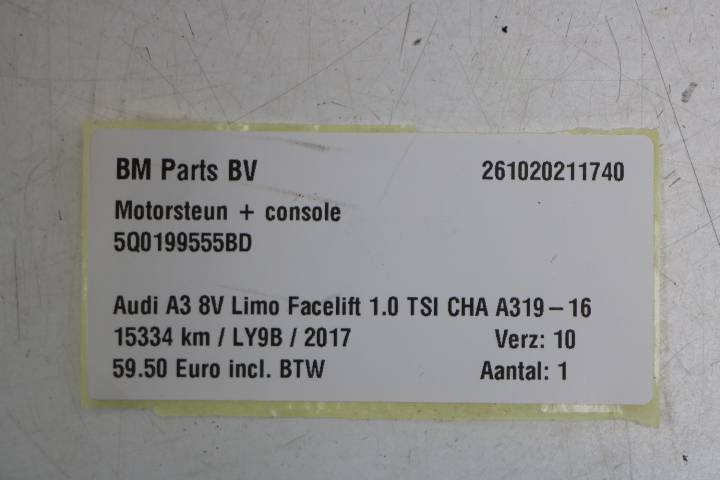 BM Parts BV 261020211740
Motorsteun + console
5Q0199555BD
Audi A3 8V Limo Facelift 1.0 TSI CHA A319-16
15334 km / LY9B / 2017 Verz: 10
59.50 Euro incl. BTW Aantal: 1